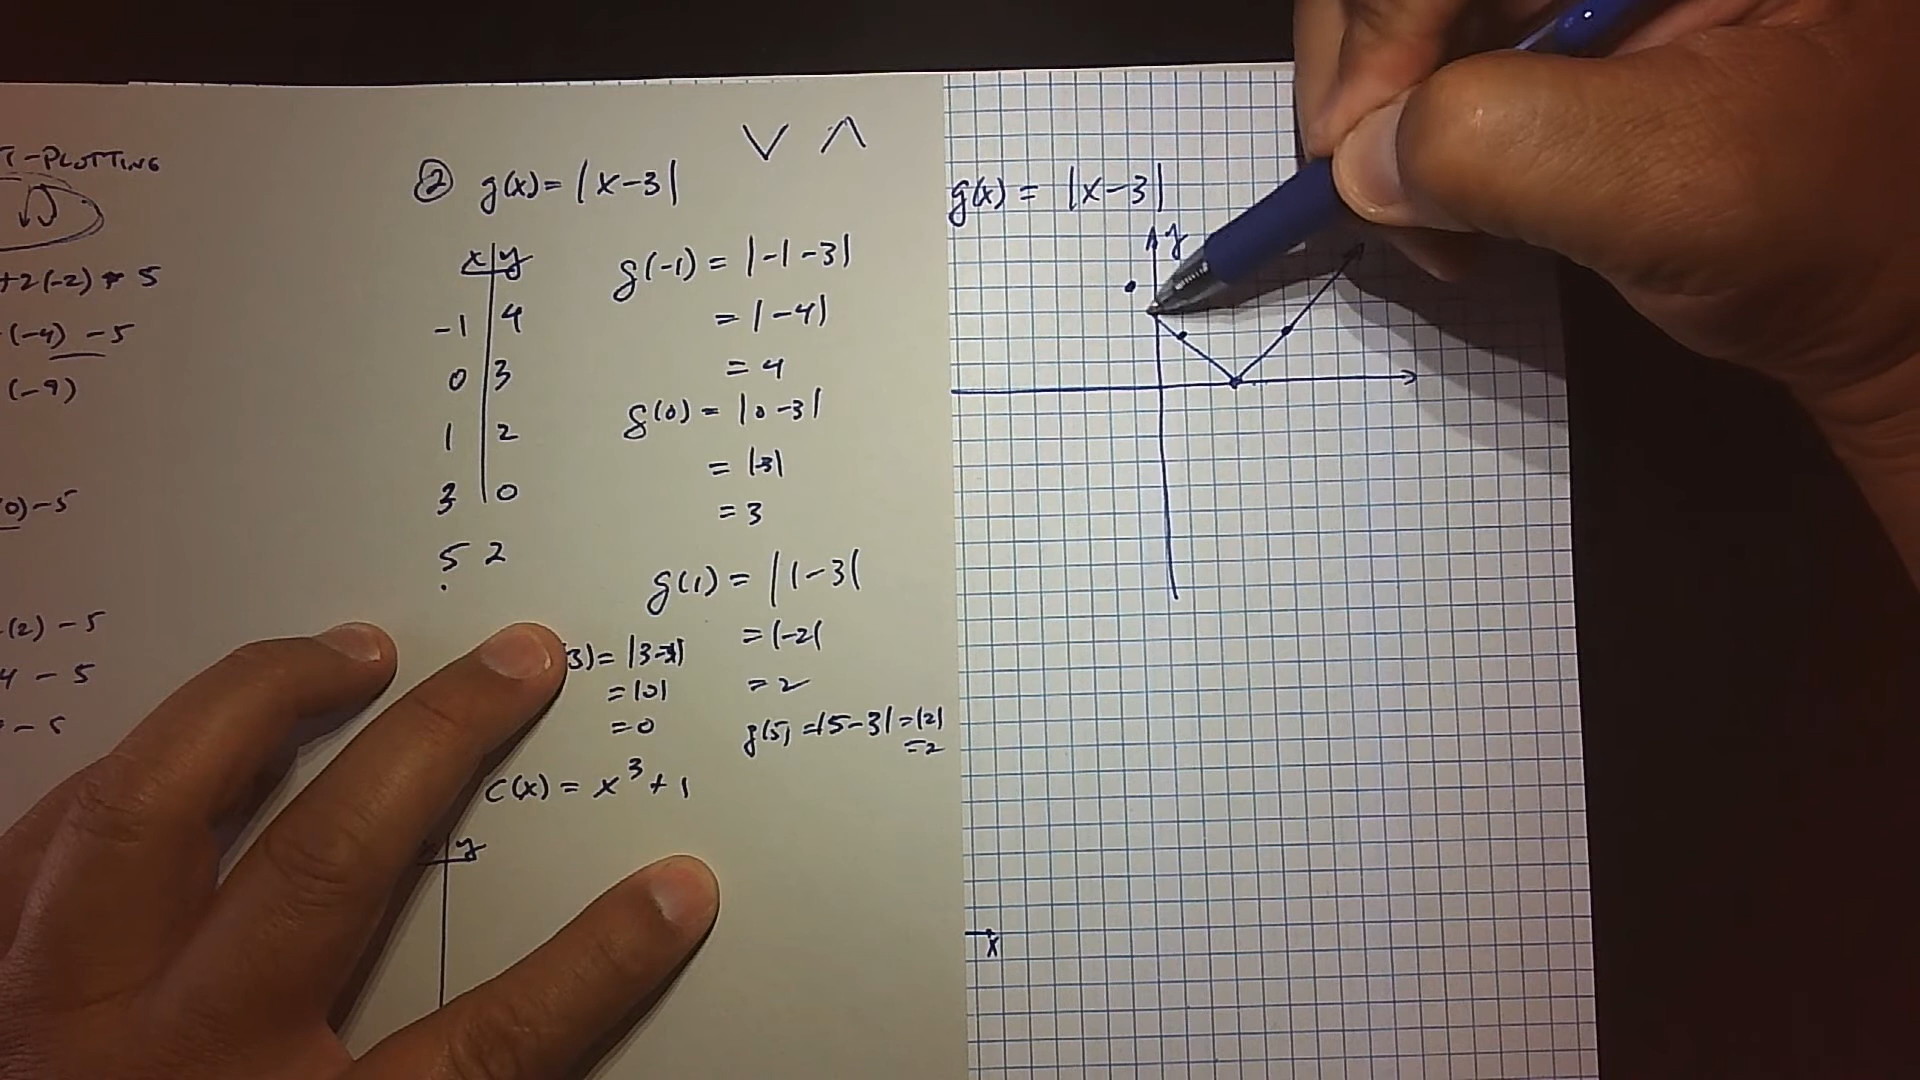 T-PLOTTING
+2(-2) - 5
-(-4) - 5
(-9)
(0)-5
(2) - 5
4 - 5
- 5
② g(x) = |x-3|
x y
-1 4
0 3
1 2
3 0
5 2
g(-1) = |-1-3|
= |-4|
= 4
g(0) = |0-3|
= |-3|
= 3
g(1) = |1-3|
= |-2|
= 2
3) = |3-3|
= |0|
= 0
g(5) = |5-3| = |2|
= 2
c(x) = x³ + 1
x y
g(x) = |x-3|
y
x